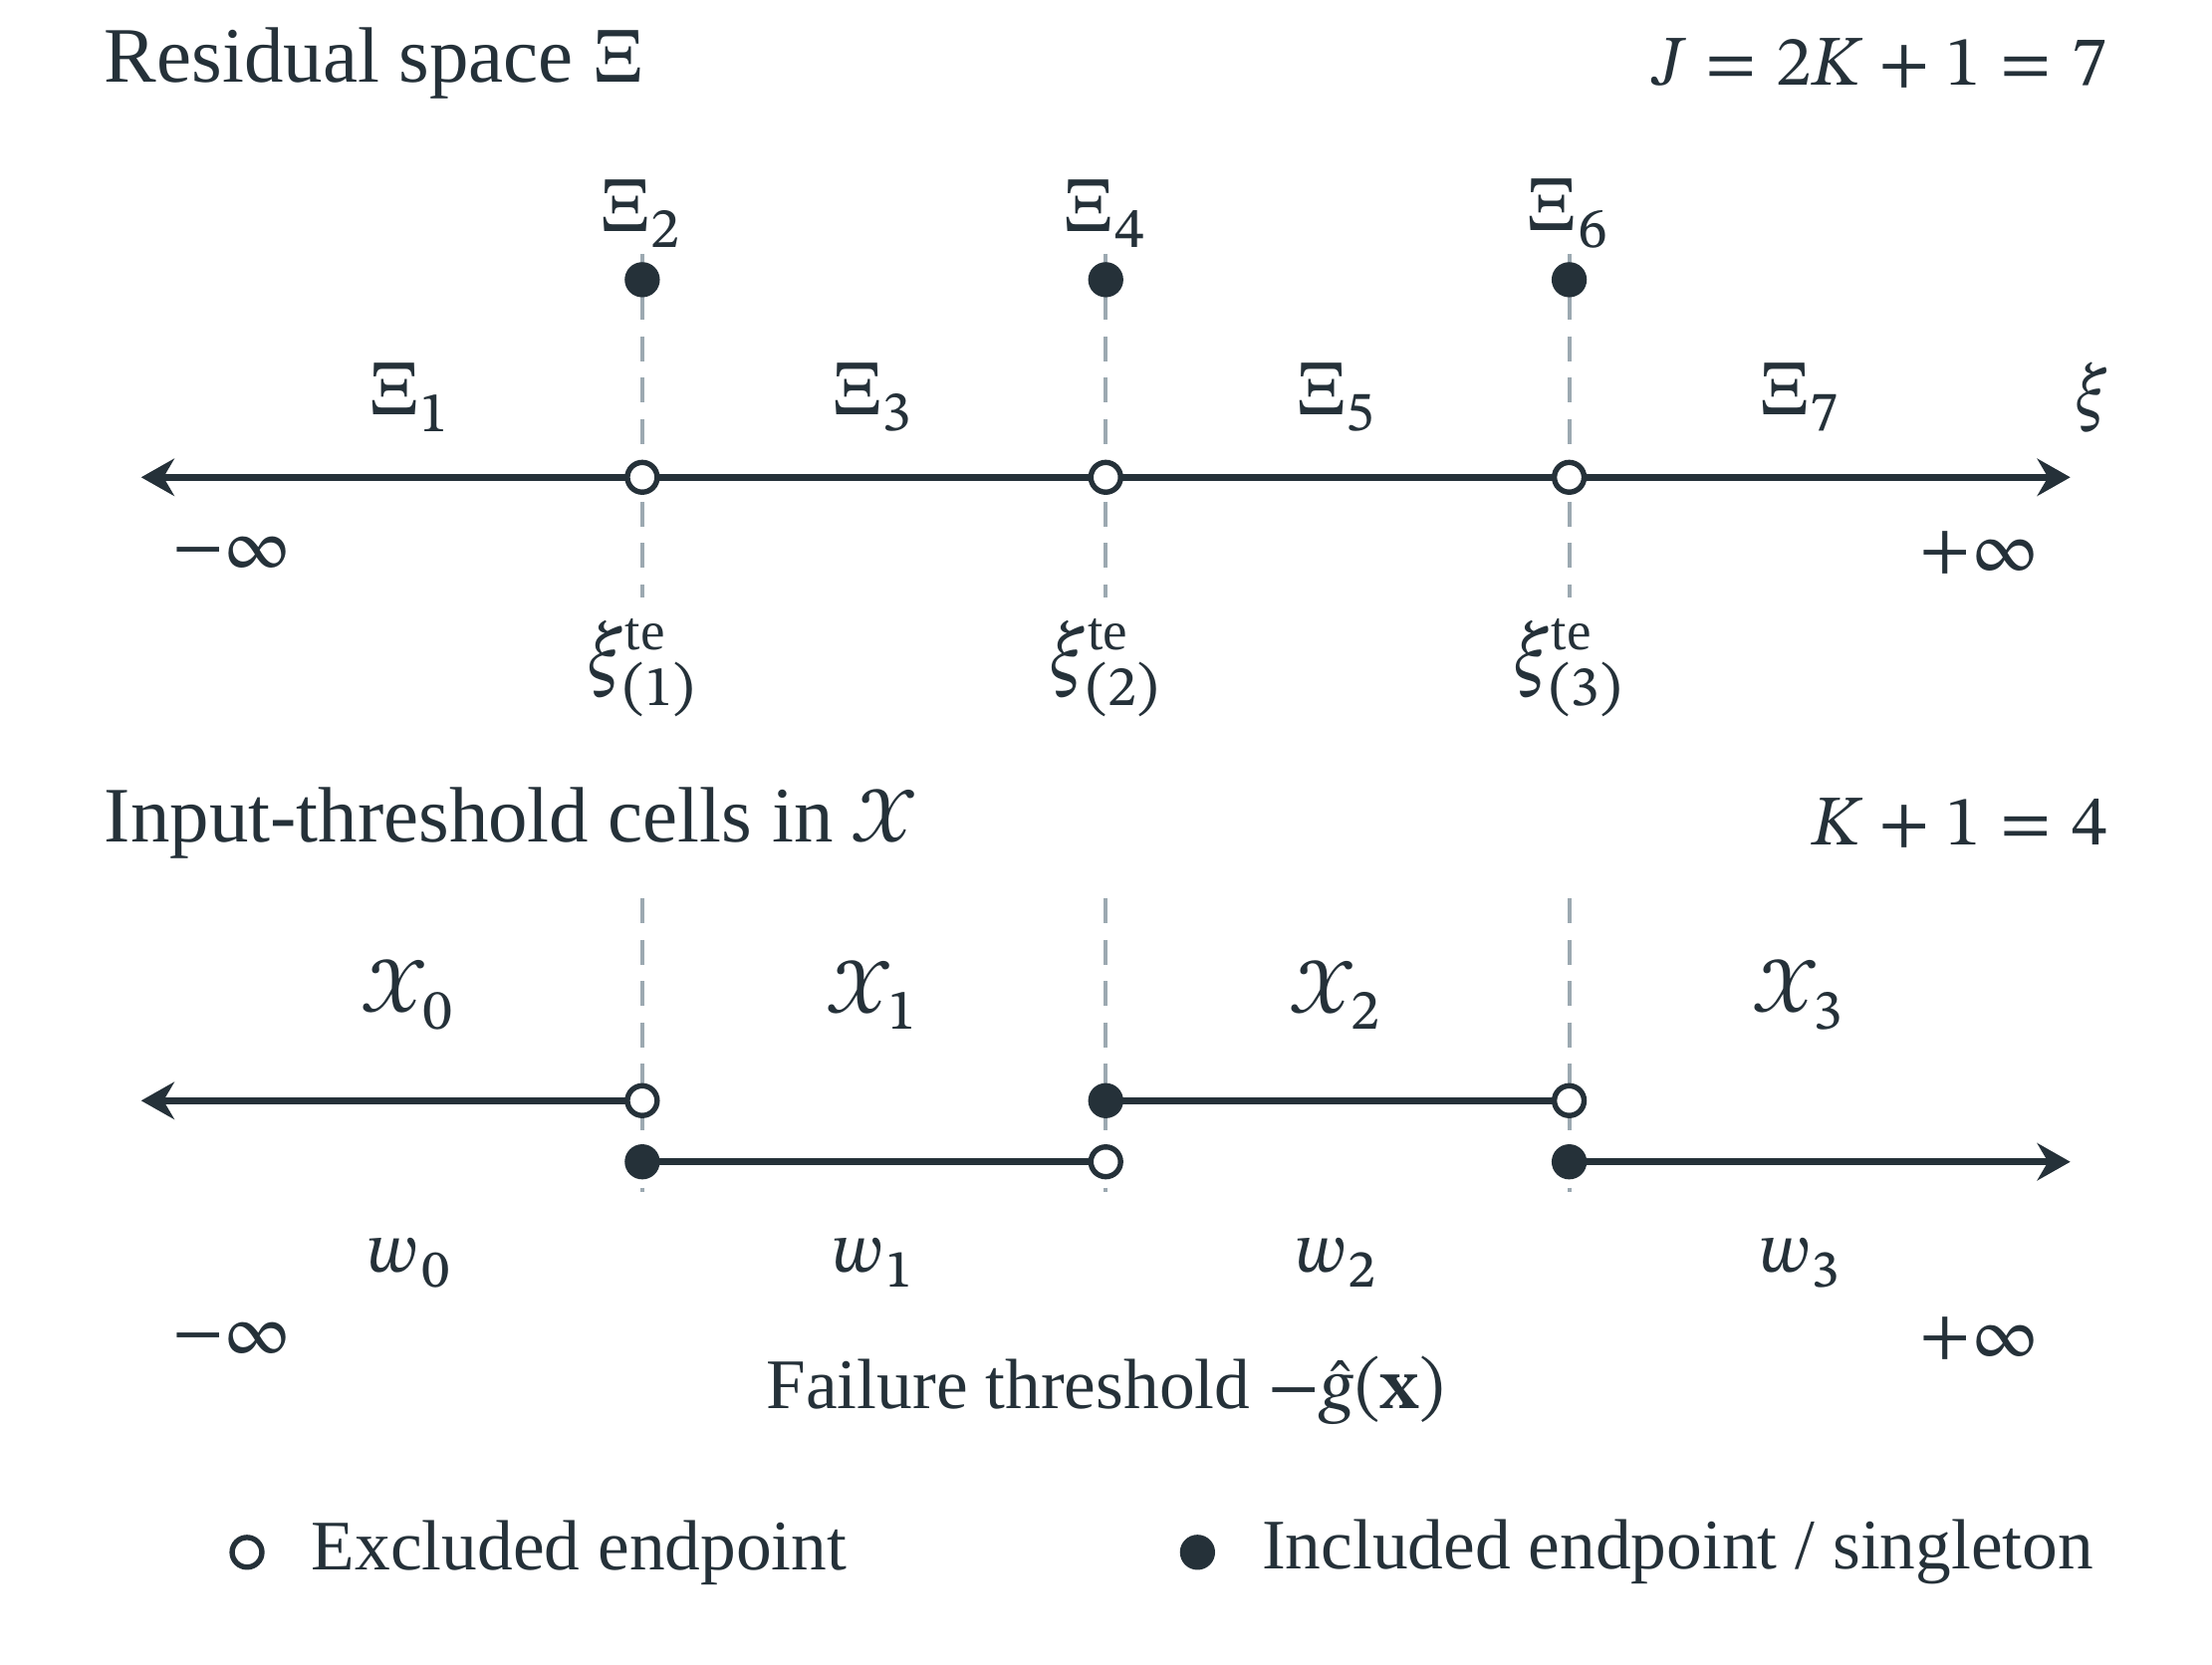 Residual space Ξ
J = 2K + 1 = 7
Ξ₂ Ξ₄ Ξ₆
Ξ₁ Ξ₃ Ξ₅ Ξ₇ ξ
−∞ +∞
ξ^te_(1) ξ^te_(2) ξ^te_(3)
Input-threshold cells in 𝒳
K + 1 = 4
𝒳₀ 𝒳₁ 𝒳₂ 𝒳₃
w₀ w₁ w₂ w₃
−∞ +∞
Failure threshold −ĝ(𝐱)
Excluded endpoint
Included endpoint / singleton